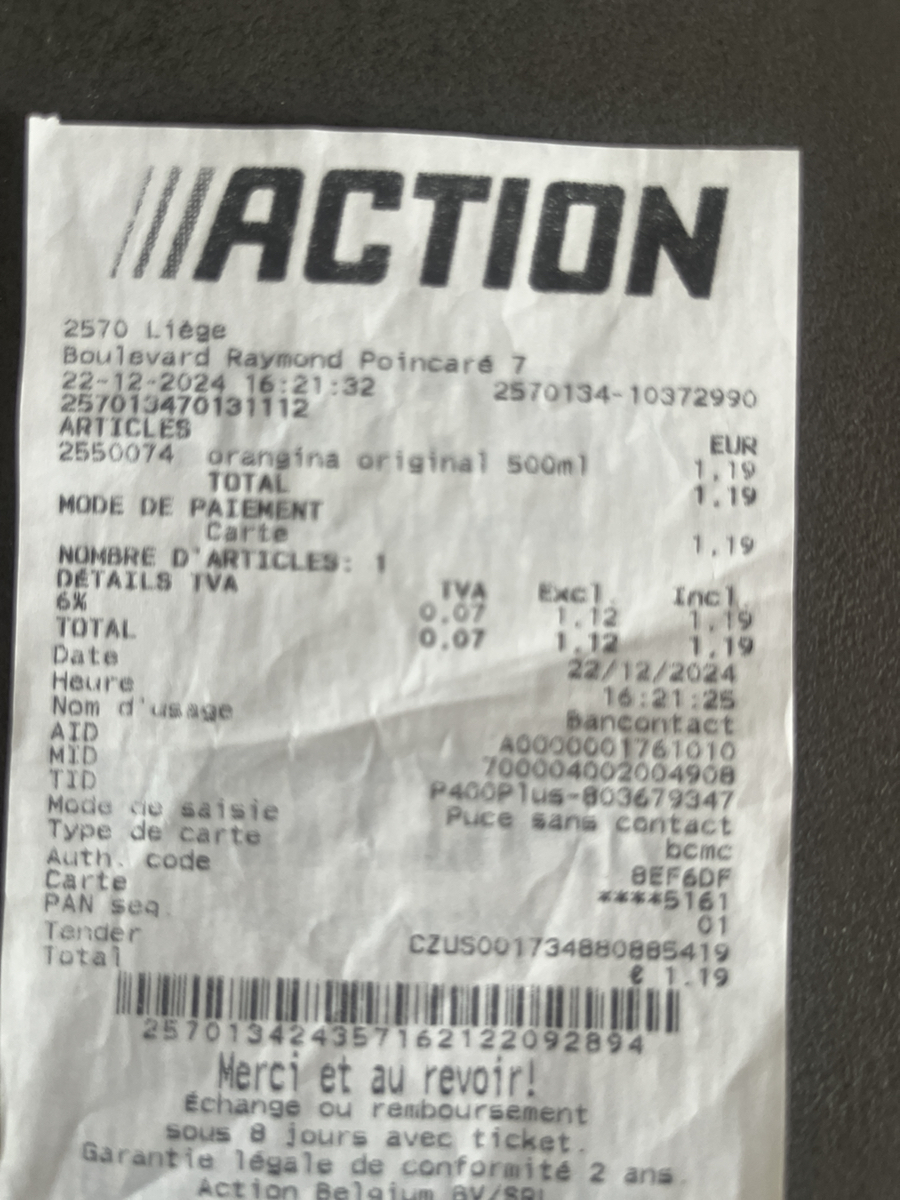 ACTION
2570 Liège
Boulevard Raymond Poincaré 7
22-12-2024 16:21:32 2570134-10372990
257013470131112
ARTICLES EUR
2550074 orangina original 500ml 1,19
TOTAL 1.19
MODE DE PAIEMENT
Carte 1,19
NOMBRE D'ARTICLES: 1
DÉTAILS TVA TVA Excl. Incl.
6% 0.07 1.12 1.19
TOTAL 0.07 1.12 1.19
Date 22/12/2024
Heure 16:21:25
Nom d'usage Bancontact
AID A0000001761010
MID 700004002004908
TID P400Plus-803679347
Mode de saisie Puce sans contact
Type de carte bcmc
Auth. code 8EF6DF
Carte ****5161
PAN seq. 01
Tender CZUS001734880885419
Total € 1.19
257013424357162122092894
Merci et au revoir!
Échange ou remboursement
sous 8 jours avec ticket.
Garantie légale de conformité 2 ans.
Action Belgium BV/SRL